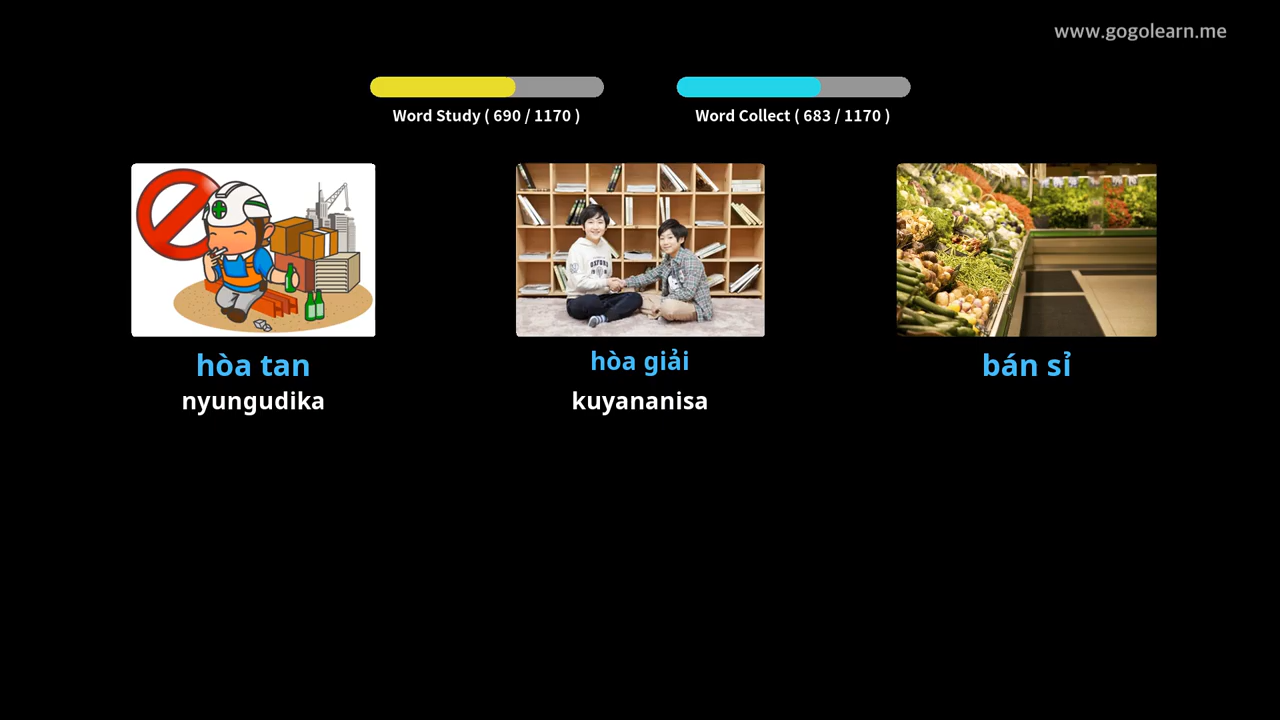 www.gogolearn.me
Word Study ( 690 / 1170 )
Word Collect ( 683 / 1170 )
OXFORD
hòa tan
nyungudika
hòa giải
kuyananisa
bán sỉ